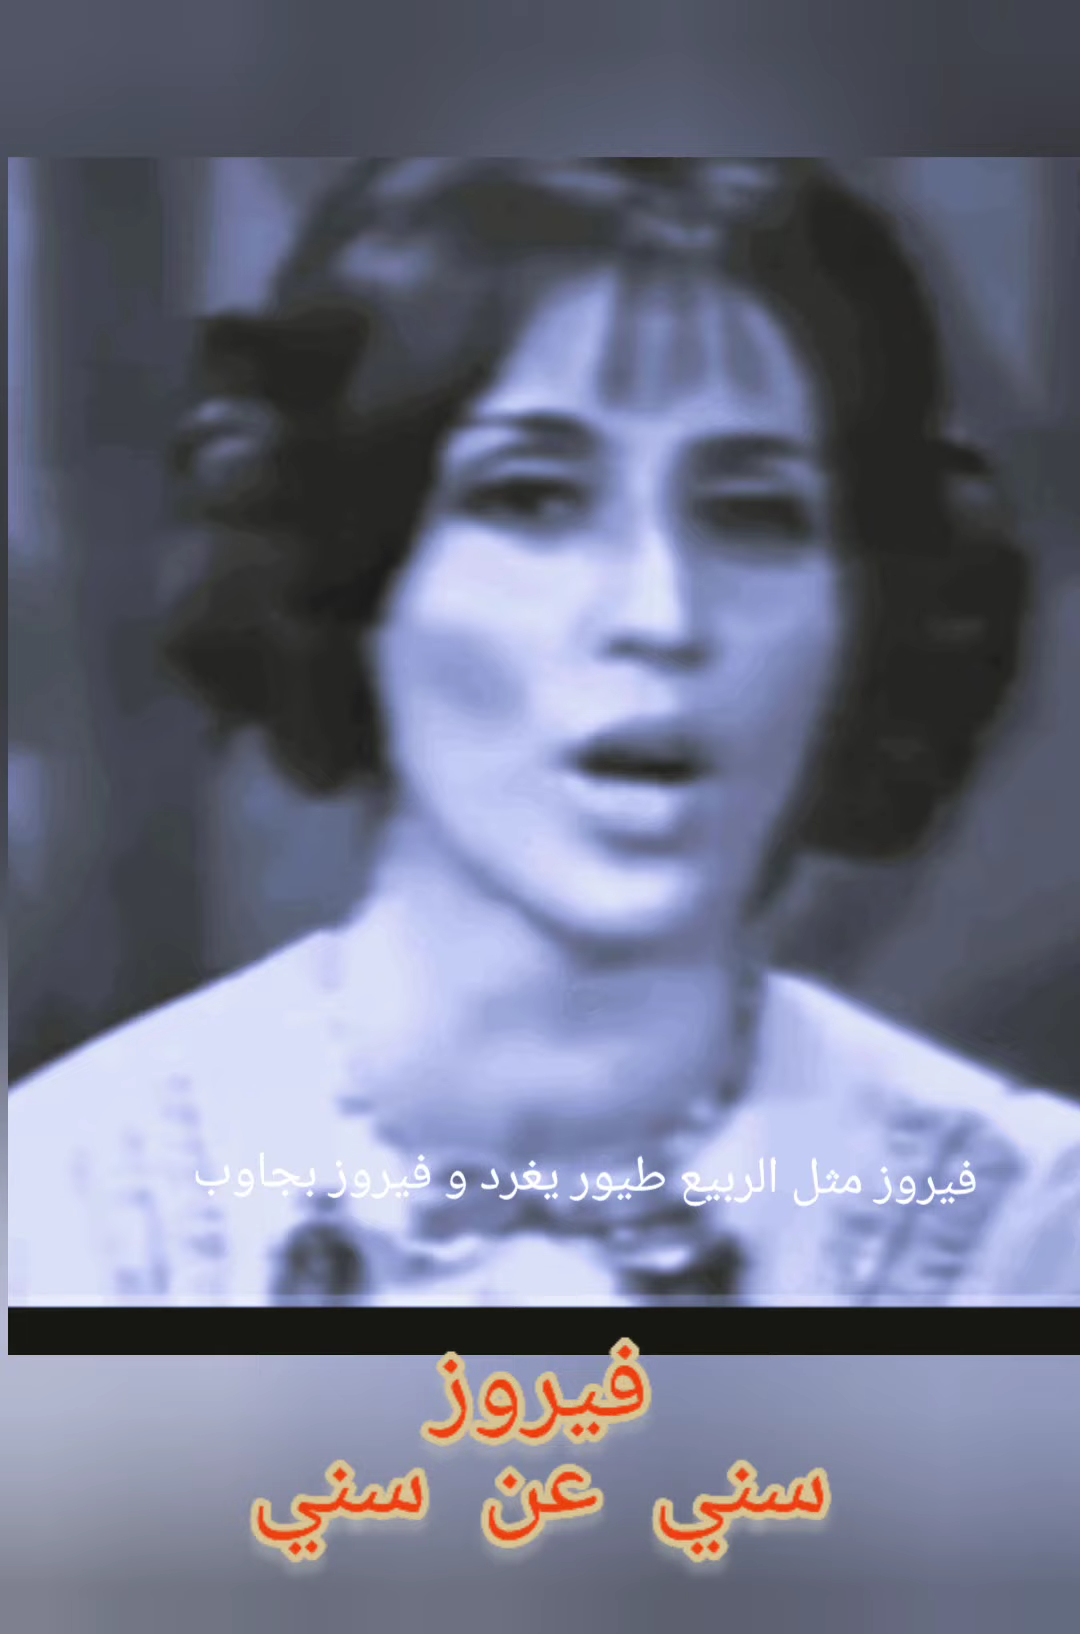 فيروز مثل الربيع طيور يغرد و فيروز بجاوب
فيروز
سني عن سني